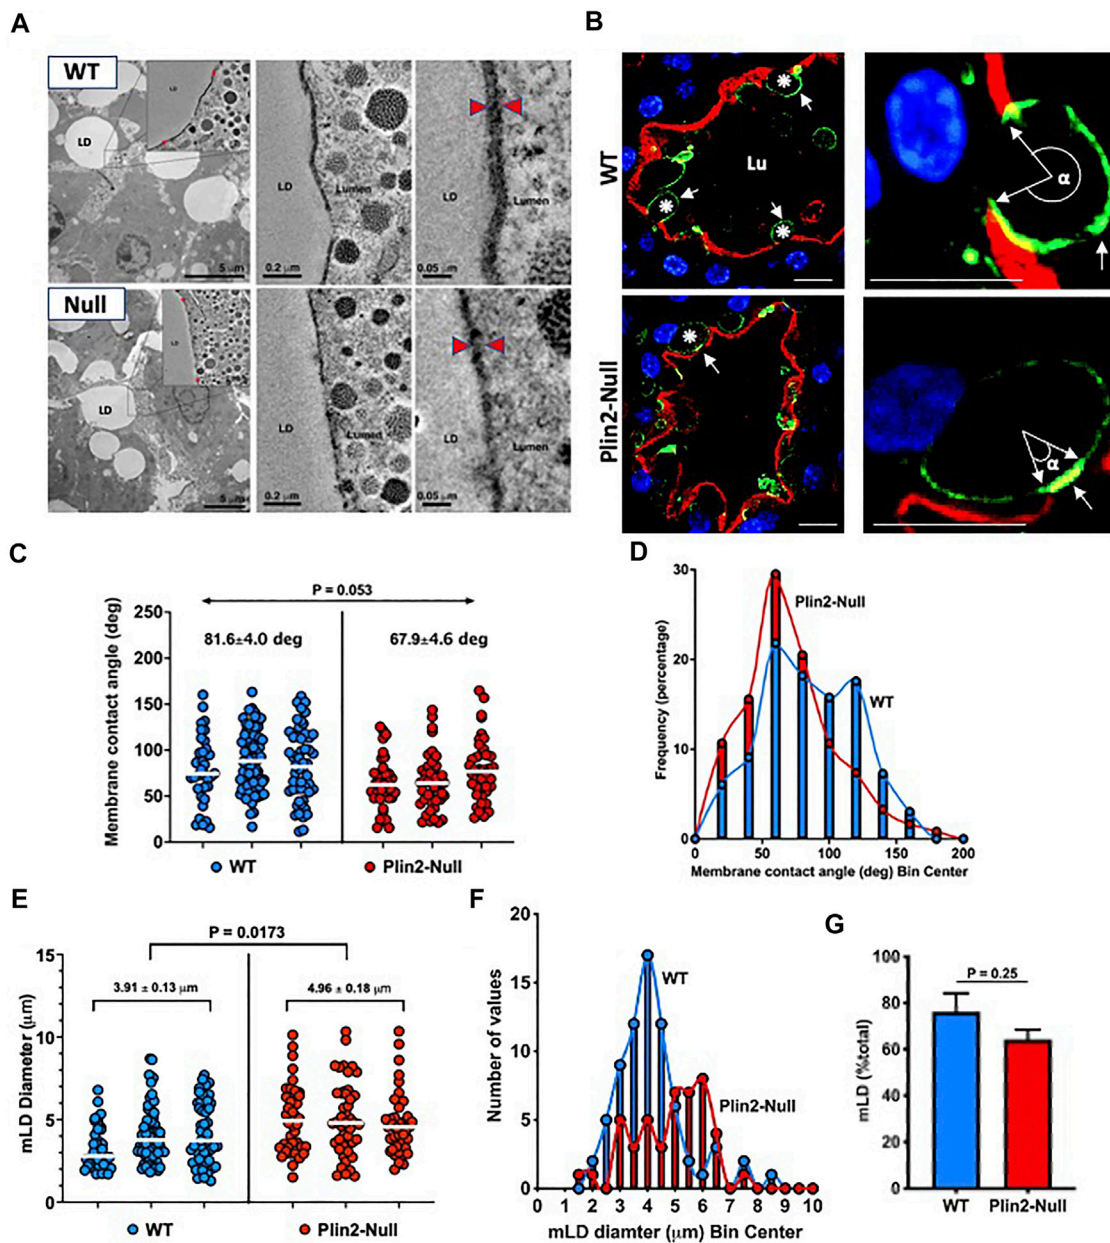 A
WT
LD
LD
5 μm
LD
Lumen
0.2 μm
Lumen
0.05 μm
Null
LD
LD
5 μm
LD
Lumen
0.2 μm
LD
Lumen
0.05 μm
B
WT
Lu
α
Plin2-Null
α
C
P = 0.053
Membrane contact angle (deg)
250
200
150
100
50
0
81.6±4.0 deg
67.9±4.6 deg
WT
Plin2-Null
D
Frequency (percentage)
30
20
10
0
Plin2-Null
WT
0 50 100 150 200
Membrane contact angle (deg) Bin Center
E
P = 0.0173
mLD Diameter (μm)
15
10
5
0
3.91 ± 0.13 μm
4.96 ± 0.18 μm
WT
Plin2-Null
F
Number of values
20
15
10
5
0
WT
Plin2-Null
0 1 2 3 4 5 6 7 8 9 10
mLD diamter (μm) Bin Center
G
mLD (%total)
100
80
60
40
20
0
P = 0.25
WT
Plin2-Null